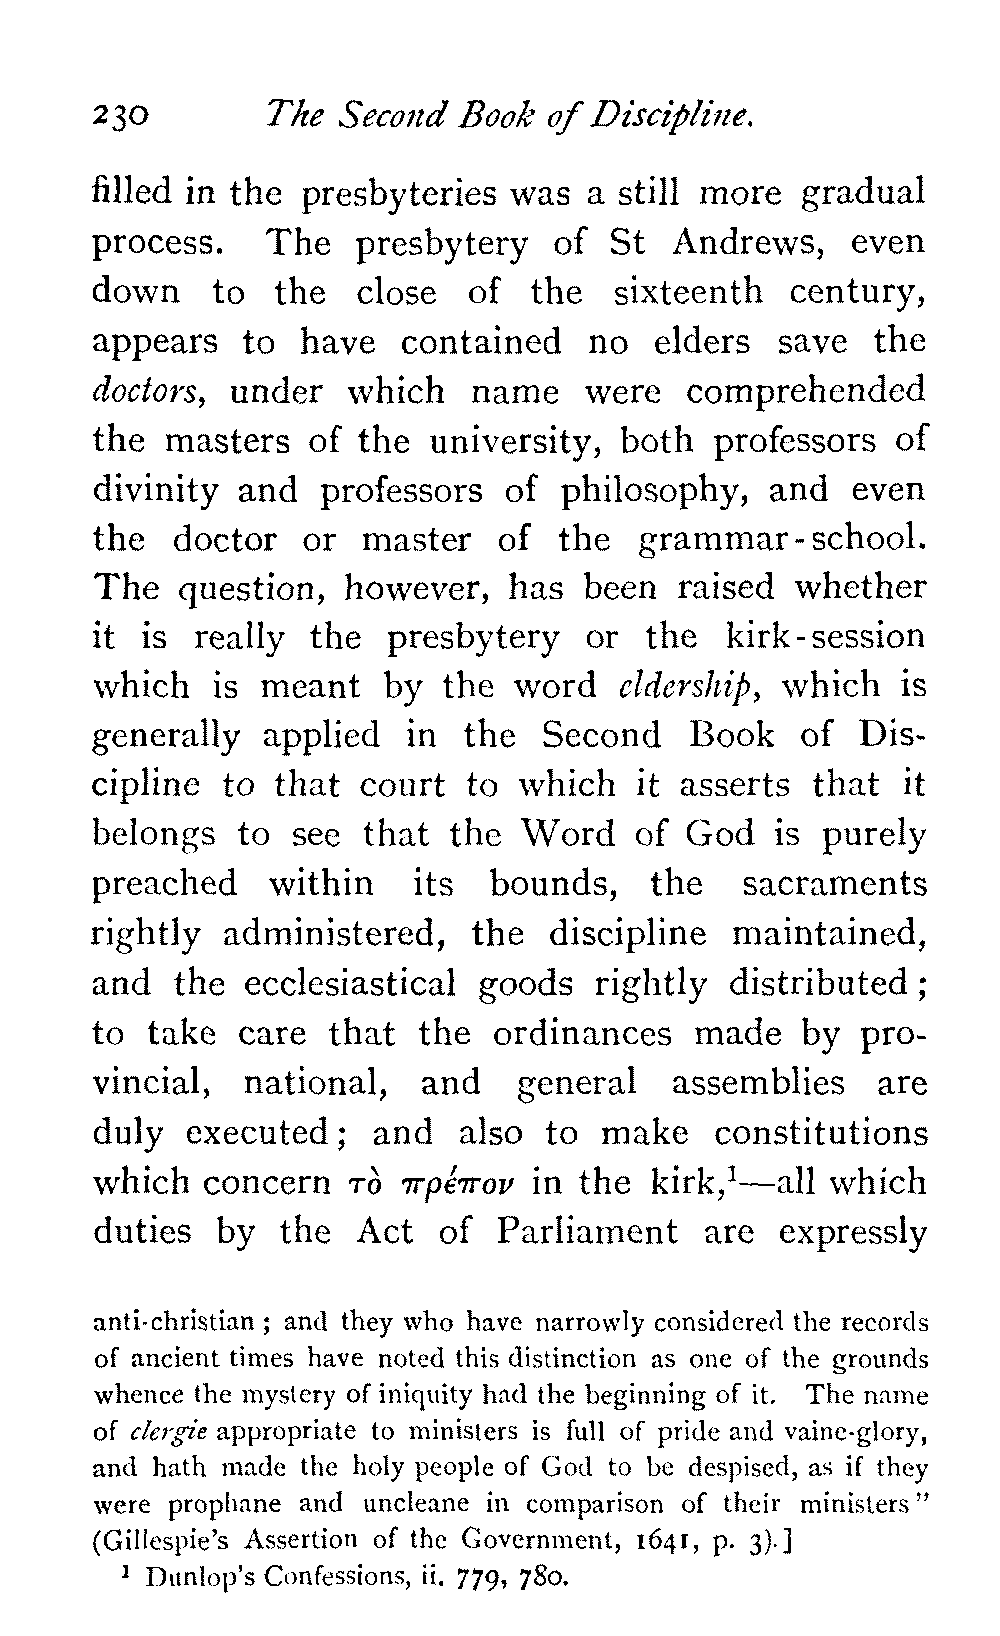 230 The Second Book of Discipline.
filled in the presbyteries was a still more gradual
process. The presbytery of St Andrews, even
down to the close of the sixteenth century,
appears to have contained no elders save the
doctors, under which name were comprehended
the masters of the university, both professors of
divinity and professors of philosophy, and even
the doctor or master of the grammar-school.
The question, however, has been raised whether
it is really the presbytery or the kirk-session
which is meant by the word eldership, which is
generally applied in the Second Book of Dis-
cipline to that court to which it asserts that it
belongs to see that the Word of God is purely
preached within its bounds, the sacraments
rightly administered, the discipline maintained,
and the ecclesiastical goods rightly distributed;
to take care that the ordinances made by pro-
vincial, national, and general assemblies are
duly executed; and also to make constitutions
which concern τὸ πρέπον in the kirk,¹—all which
duties by the Act of Parliament are expressly
anti-christian; and they who have narrowly considered the records
of ancient times have noted this distinction as one of the grounds
whence the mystery of iniquity had the beginning of it. The name
of clergie appropriate to ministers is full of pride and vaine-glory,
and hath made the holy people of God to be despised, as if they
were prophane and uncleane in comparison of their ministers"
(Gillespie's Assertion of the Government, 1641, p. 3).]
¹ Dunlop's Confessions, ii. 779, 780.